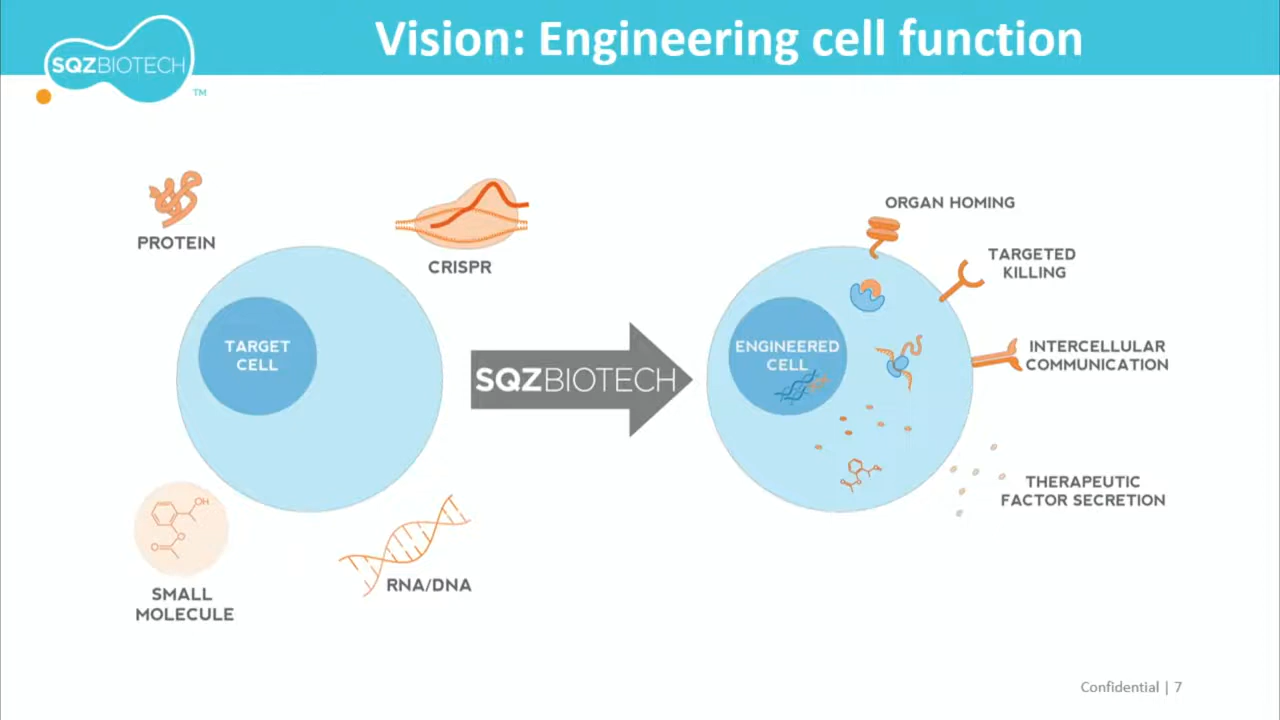 Vision: Engineering cell function
SQZBIOTECH
TM
PROTEIN
CRISPR
TARGET
CELL
SMALL
MOLECULE
OH
O
O
RNA/DNA
SQZBIOTECH
ORGAN HOMING
TARGETED
KILLING
ENGINEERED
CELL
INTERCELLULAR
COMMUNICATION
THERAPEUTIC
FACTOR SECRETION
Confidential | 7